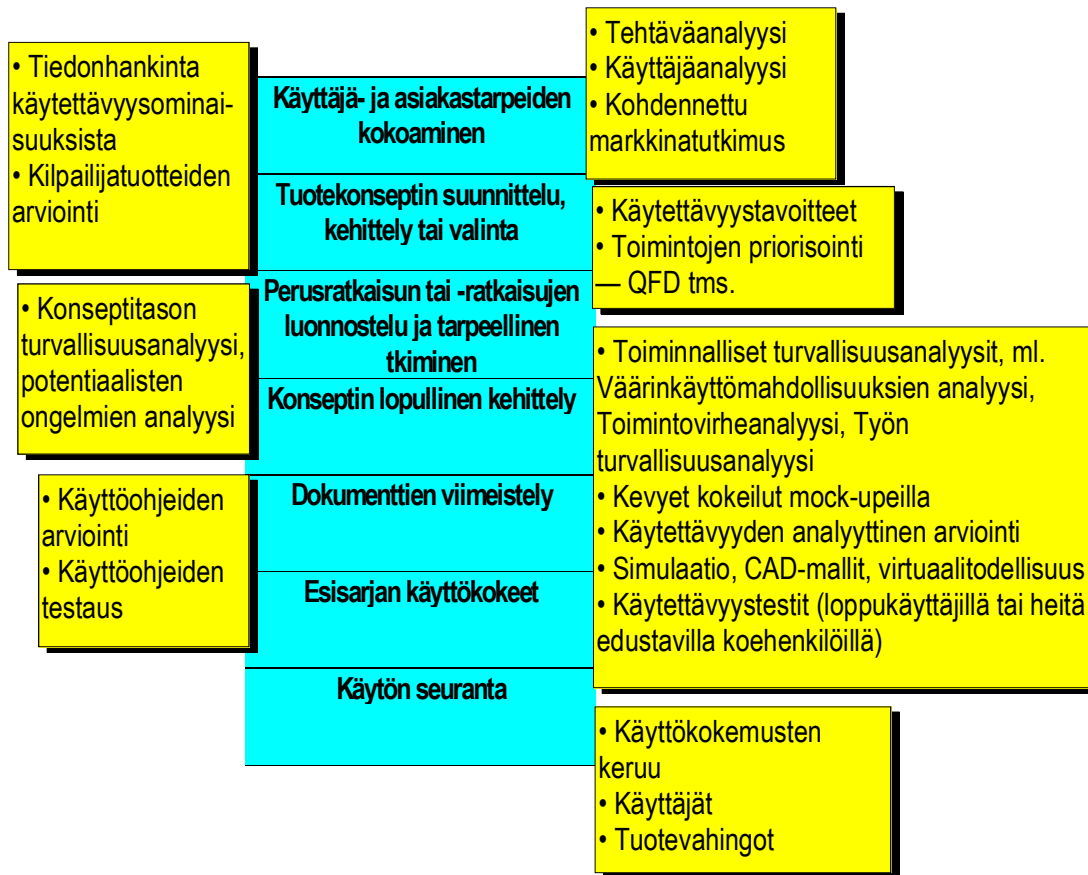 • Tiedonhankinta
käytettävyysominai-
suuksista
• Kilpailijatuotteiden
arviointi
• Konseptitason
turvallisuusanalyysi,
potentiaalisten
ongelmien analyysi
• Käyttöohjeiden
arviointi
• Käyttöohjeiden
testaus
Käyttäjä- ja asiakastarpeiden
kokoaminen
Tuotekonseptin suunnittelu,
kehittely tai valinta
Perusratkaisun tai -ratkaisujen
luonnostelu ja tarpeellinen
tkiminen
Konseptin lopullinen kehittely
Dokumenttien viimeistely
Esisarjan käyttökokeet
Käytön seuranta
• Tehtäväanalyysi
• Käyttäjäanalyysi
• Kohdennettu
markkinatutkimus
• Käytettävyystavoitteet
• Toimintojen priorisointi
— QFD tms.
• Toiminnalliset turvallisuusanalyysit, ml.
Väärinkäyttömahdollisuuksien analyysi,
Toimintovirheanalyysi, Työn
turvallisuusanalyysi
• Kevyet kokeilut mock-upeilla
• Käytettävyyden analyyttinen arviointi
• Simulaatio, CAD-mallit, virtuaalitodellisuus
• Käytettävyystestit (loppukäyttäjillä tai heitä
edustavilla koehenkilöillä)
• Käyttökokemusten
keruu
• Käyttäjät
• Tuotevahingot